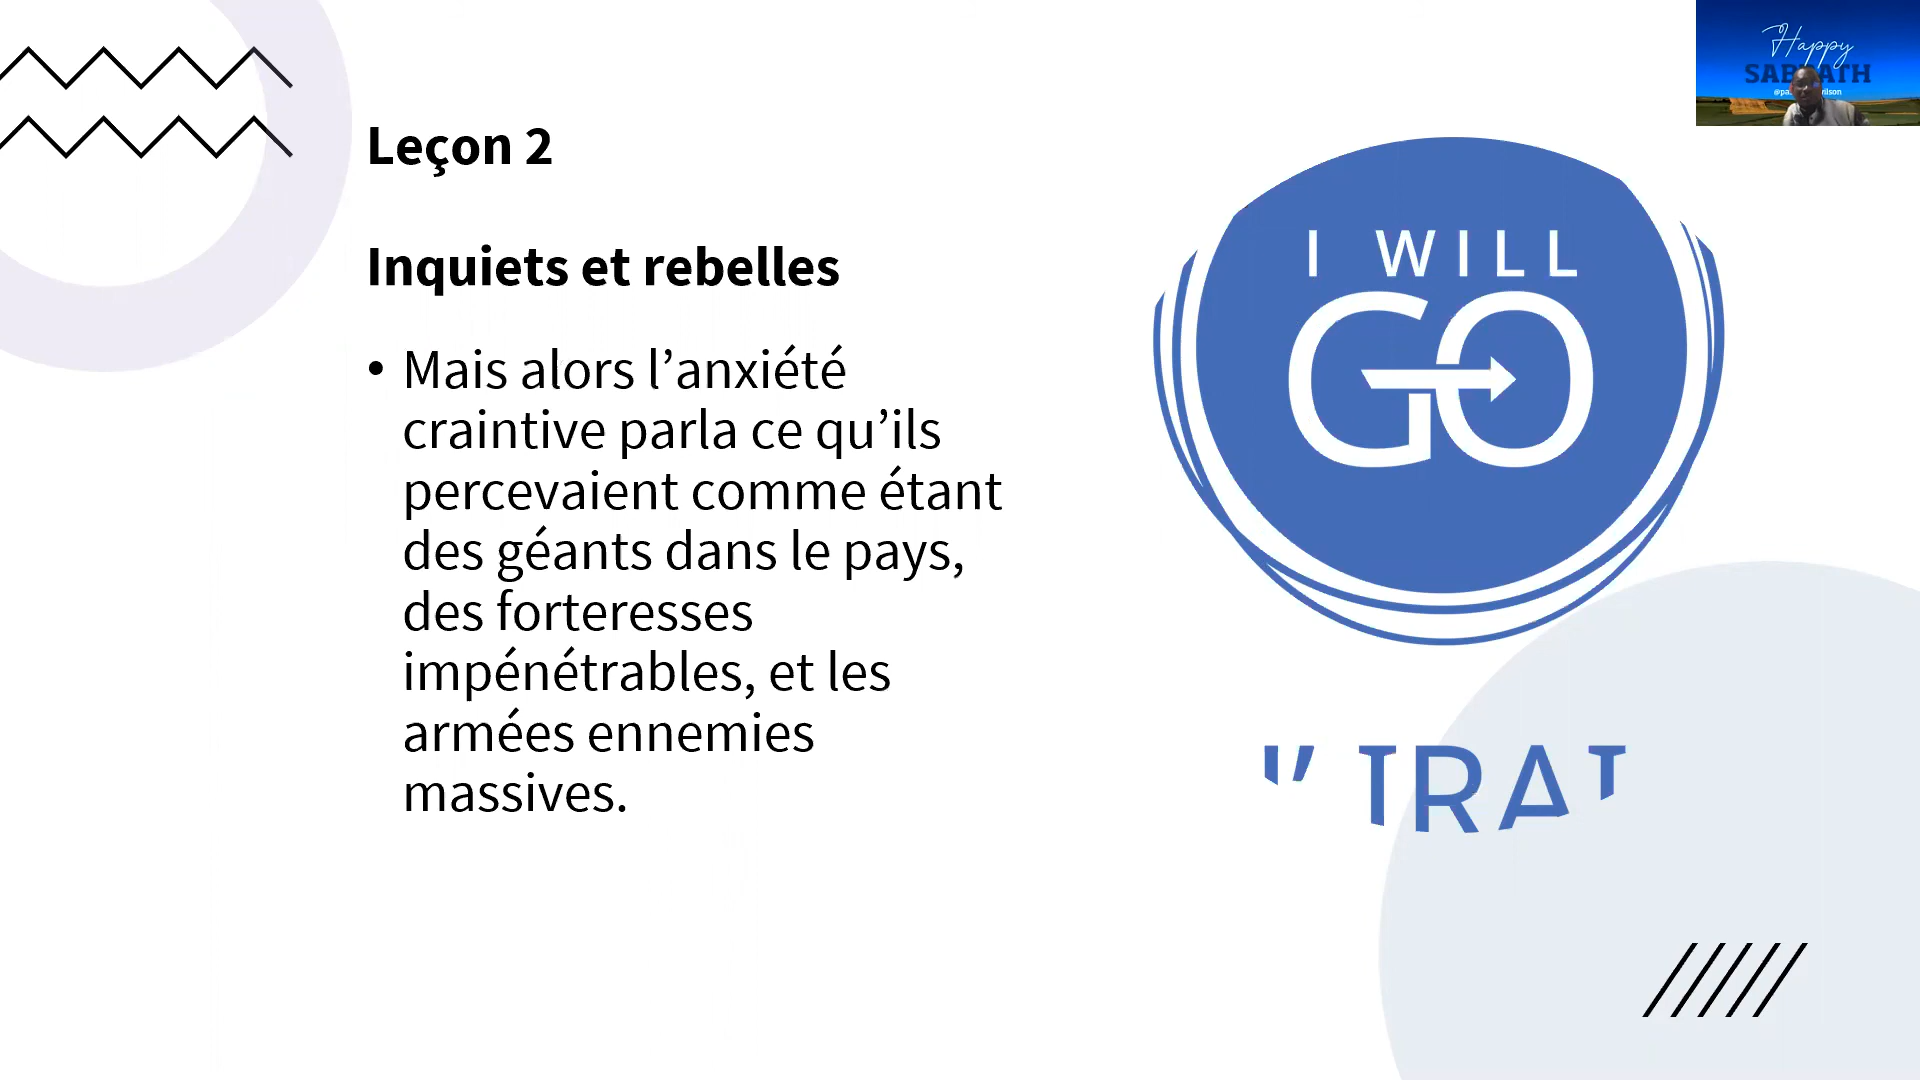 Leçon 2
Inquiets et rebelles
• Mais alors l’anxiété
craintive parla ce qu’ils
percevaient comme étant
des géants dans le pays,
des forteresses
impénétrables, et les
armées ennemies
massives.
I WILL
GO
Happy